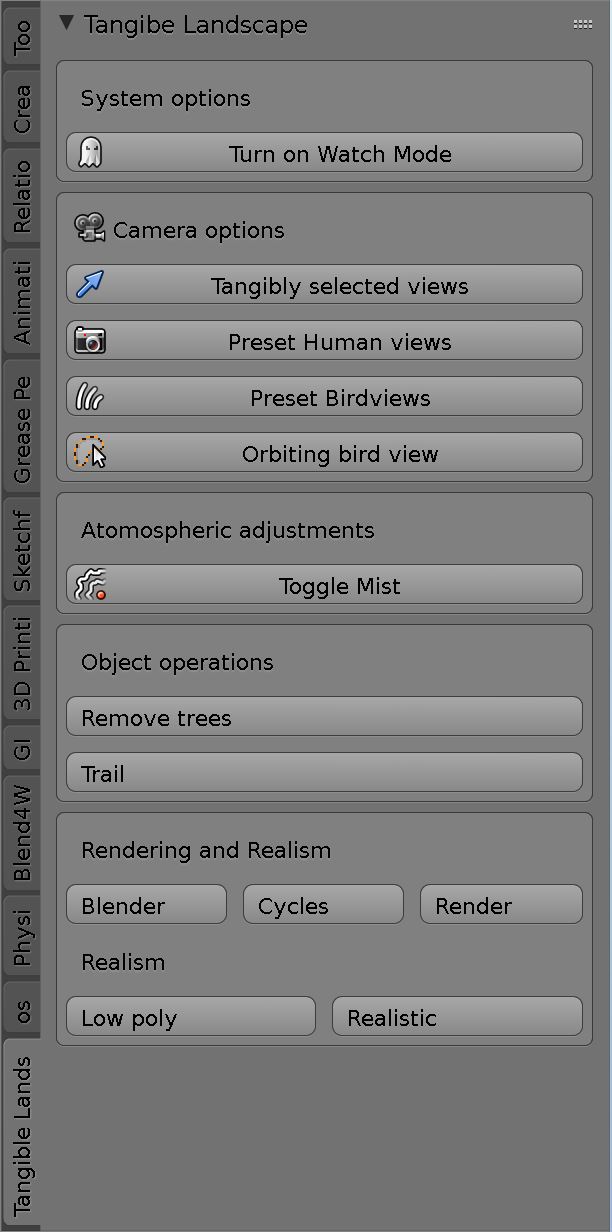 Tangibe Landscape
System options
Turn on Watch Mode
Camera options
Tangibly selected views
Preset Human views
Preset Birdviews
Orbiting bird view
Atomospheric adjustments
Toggle Mist
Object operations
Remove trees
Trail
Rendering and Realism
Blender
Cycles
Render
Realism
Low poly
Realistic
Too
Crea
Relatio
Animati
Grease Pe
Sketchf
3D Printi
GI
Blend4W
Physi
os
Tangible Lands